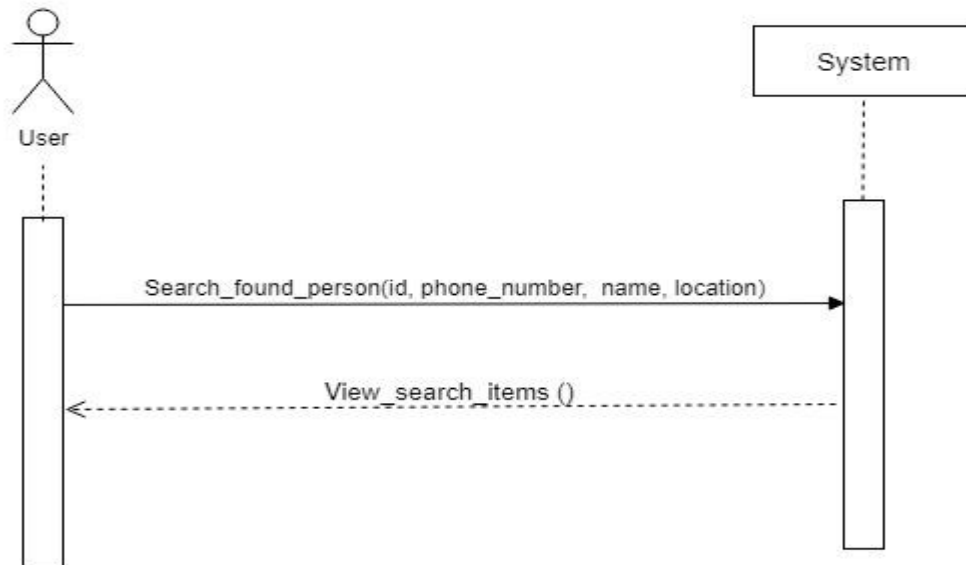 System
User
Search_found_person(id, phone_number, name, location)
View_search_items ()